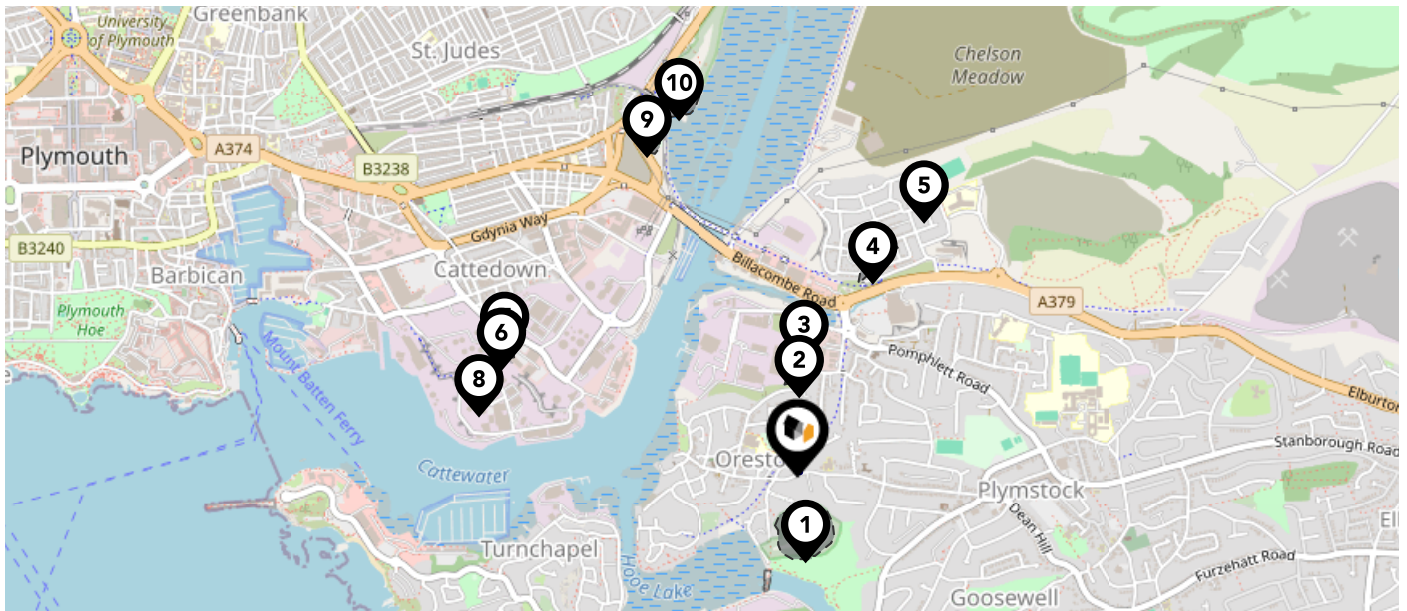 Greenbank
University
of Plymouth
St. Judes
Chelson
Meadow
10
9
A374
Plymouth
B3238
5
Gdynia Way
B3240
4
Barbican
Cattedown
Billacombe Road
A379
Plymouth
Hoe
6
3
2
Mount Batten Ferry
Pomphlett Road
8
Elburton
Stanborough Road
Oresto
Cattewater
Plymstock
1
Dean Hill
Turnchapel
Furzehatt Road
Hooe Lake
Goosewell
El
e